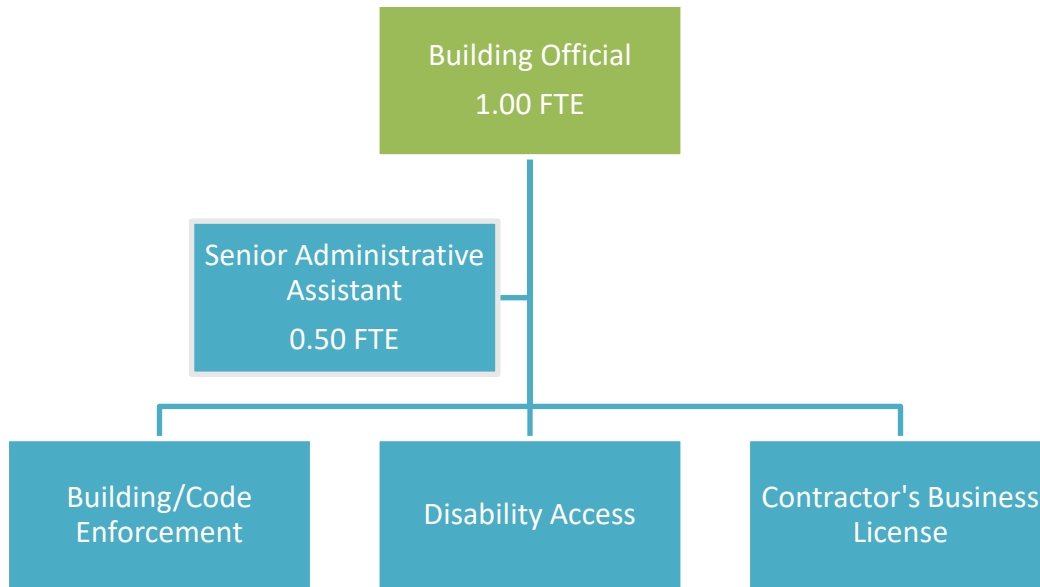 Building Official
1.00 FTE
Senior Administrative
Assistant
0.50 FTE
Building/Code
Enforcement
Disability Access
Contractor's Business
License